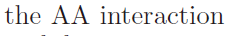 the AA interaction